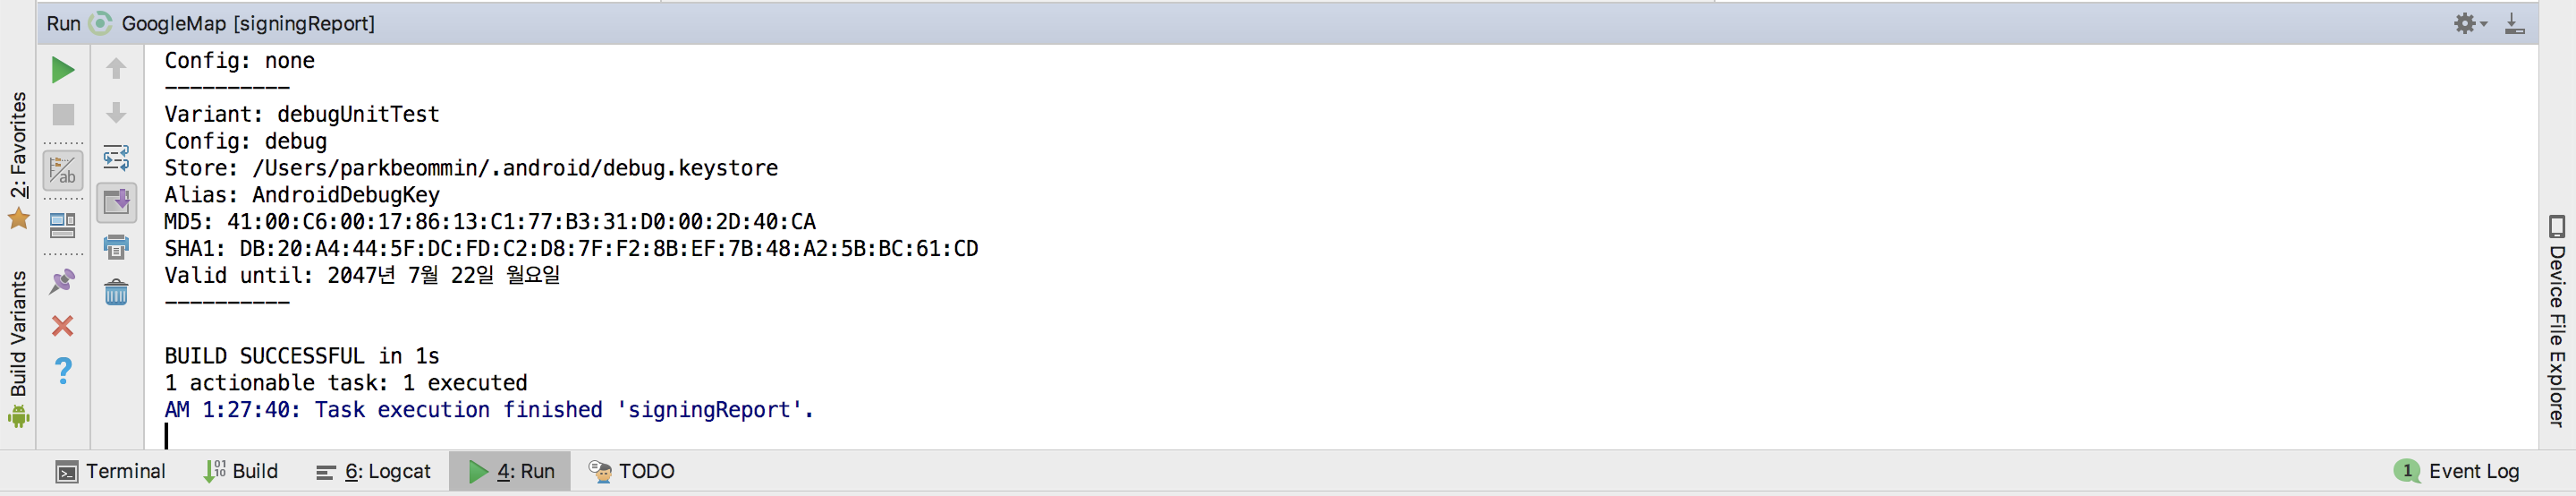 Run GoogleMap [signingReport]
Config: none
----------
Variant: debugUnitTest
Config: debug
Store: /Users/parkbeommin/.android/debug.keystore
Alias: AndroidDebugKey
MD5: 41:00:C6:00:17:86:13:C1:77:B3:31:D0:00:2D:40:CA
SHA1: DB:20:A4:44:5F:DC:FD:C2:D8:7F:F2:8B:EF:7B:48:A2:5B:BC:61:CD
Valid until: 2047년 7월 22일 월요일
----------
BUILD SUCCESSFUL in 1s
1 actionable task: 1 executed
AM 1:27:40: Task execution finished 'signingReport'.
2: Favorites
Build Variants
Device File Explorer
Terminal
Build
6: Logcat
4: Run
TODO
1 Event Log